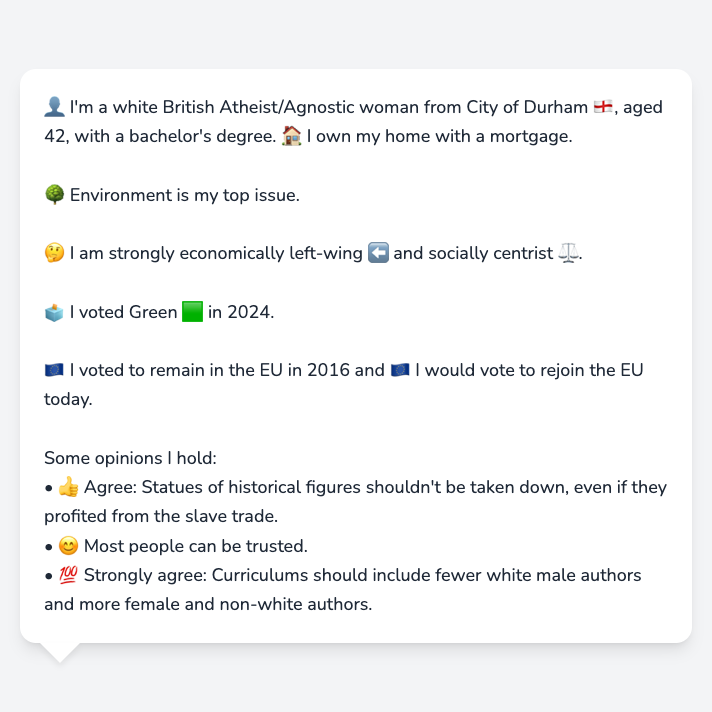 👤 I'm a white British Atheist/Agnostic woman from City of Durham 🏴󠁧󠁢󠁥󠁮󠁧󠁿, aged
42, with a bachelor's degree. 🏠 I own my home with a mortgage.
🌳 Environment is my top issue.
🤔 I am strongly economically left-wing ⬅️ and socially centrist ⚖️.
🗳️ I voted Green 🟩 in 2024.
🇪🇺 I voted to remain in the EU in 2016 and 🇪🇺 I would vote to rejoin the EU
today.
Some opinions I hold:
• 👍 Agree: Statues of historical figures shouldn't be taken down, even if they
profited from the slave trade.
• 😊 Most people can be trusted.
• 💯 Strongly agree: Curriculums should include fewer white male authors
and more female and non-white authors.